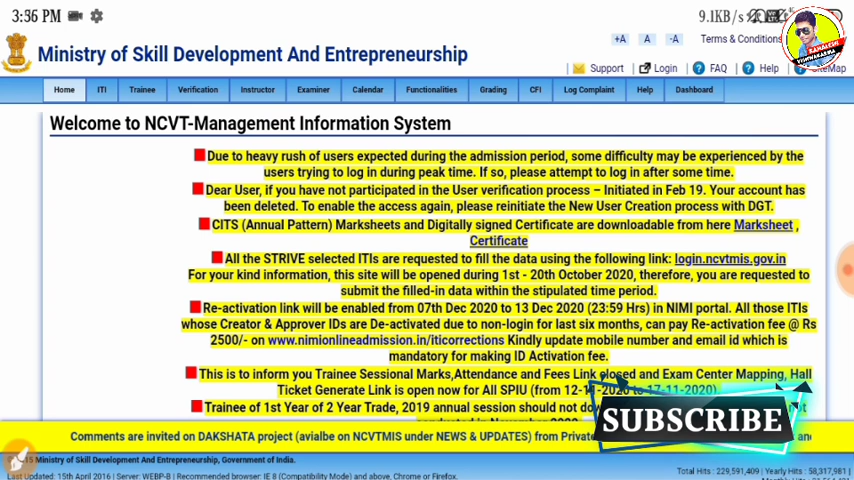 3:36 PM
9.1KB/s
+A A -A Terms & Conditions
Ministry of Skill Development And Entrepreneurship
Support Login FAQ Help SiteMap
Home ITI Trainee Verification Instructor Examiner Calendar Functionalities Grading CFI Log Complaint Help Dashboard
Welcome to NCVT-Management Information System
Due to heavy rush of users expected during the admission period, some difficulty may be experienced by the
users trying to log in during peak time. If so, please attempt to log in after some time.
Dear User, if you have not participated in the User verification process – Initiated in Feb 19. Your account has
been deleted. To enable the access again, please reinitiate the New User Creation process with DGT.
CITS (Annual Pattern) Marksheets and Digitally signed Certificate are downloadable from here Marksheet ,
Certificate
All the STRIVE selected ITIs are requested to fill the data using the following link: login.ncvtmis.gov.in
For your kind information, this site will be opened during 1st - 20th October 2020, therefore, you are requested to
submit the filled-in data within the stipulated time period.
Re-activation link will be enabled from 07th Dec 2020 to 13 Dec 2020 (23:59 Hrs) in NIMI portal. All those ITIs
whose Creator & Approver IDs are De-activated due to non-login for last six months, can pay Re-activation fee @ Rs
2500/- on www.nimionlineadmission.in/iticorrections Kindly update mobile number and email id which is
mandatory for making ID Activation fee.
This is to inform you Trainee Sessional Marks,Attendance and Fees Link closed and Exam Center Mapping, Hall
Ticket Generate Link is open now for All SPIU (from 12-11-2020 to 17-11-2020)
Trainee of 1st Year of 2 Year Trade, 2019 annual session should not
SUBSCRIBE
Comments are invited on DAKSHATA project (avialbe on NCVTMIS under NEWS & UPDATES) from
15 Ministry of Skill Development And Entrepreneurship, Government of India.
Total Hits : 229,591,409 | Yearly Hits : 58,317,981 |
Last Updated: 15th April 2016 | Server: WEBP-B | Recommended browser: IE 8 (Compatibility Mode) and above, Chrome or Firefox.